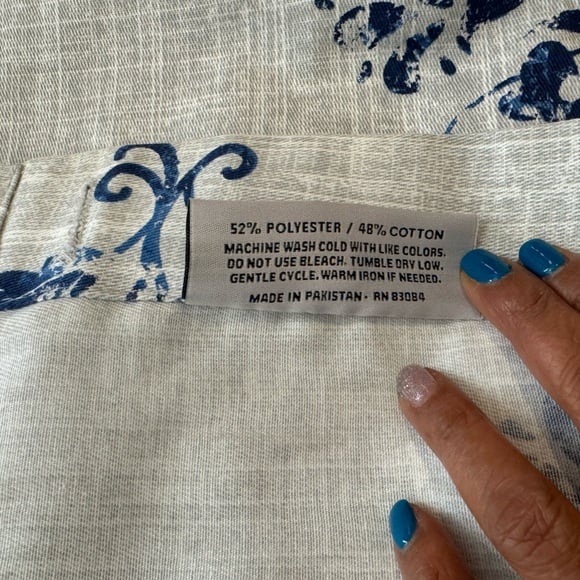 52% POLYESTER / 48% COTTON
MACHINE WASH COLD WITH LIKE COLORS.
DO NOT USE BLEACH. TUMBLE DRY LOW.
GENTLE CYCLE. WARM IRON IF NEEDED.
MADE IN PAKISTAN • RN 83084